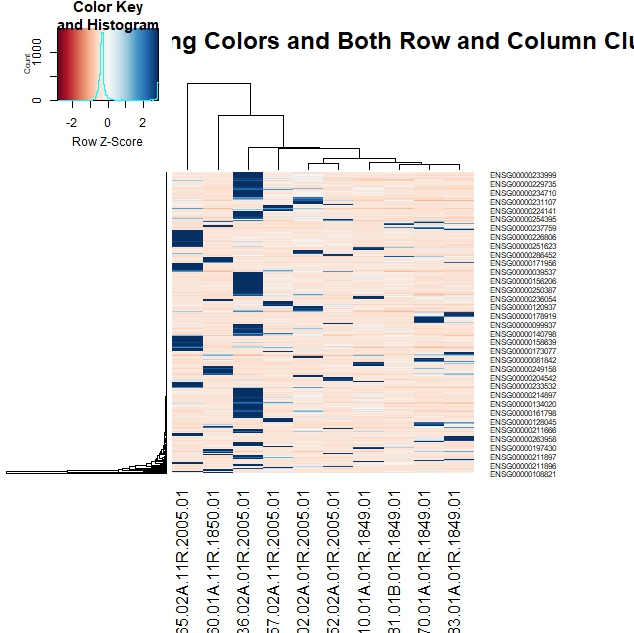 Color Key
and Histogram
ng Colors and Both Row and Column Clu
Count
0
1000
-2
0
2
Row Z-Score
ENSG00000233999
ENSG00000229735
ENSG00000234710
ENSG00000231107
ENSG00000224141
ENSG00000254395
ENSG00000237759
ENSG00000226806
ENSG00000251623
ENSG00000286452
ENSG00000171956
ENSG00000039537
ENSG00000156206
ENSG00000250387
ENSG00000236054
ENSG00000120937
ENSG00000178919
ENSG00000099937
ENSG00000140798
ENSG00000158639
ENSG00000173077
ENSG00000081842
ENSG00000249158
ENSG00000204542
ENSG00000233532
ENSG00000214897
ENSG00000134020
ENSG00000161798
ENSG00000128045
ENSG00000211666
ENSG00000263958
ENSG00000197430
ENSG00000211897
ENSG00000211896
ENSG00000108821
65.02A.11R.2005.01
60.01A.11R.1850.01
36.02A.01R.2005.01
57.02A.11R.2005.01
02.02A.01R.2005.01
52.02A.01R.2005.01
10.01A.01R.1849.01
81.01B.01R.1849.01
70.01A.01R.1849.01
83.01A.01R.1849.01